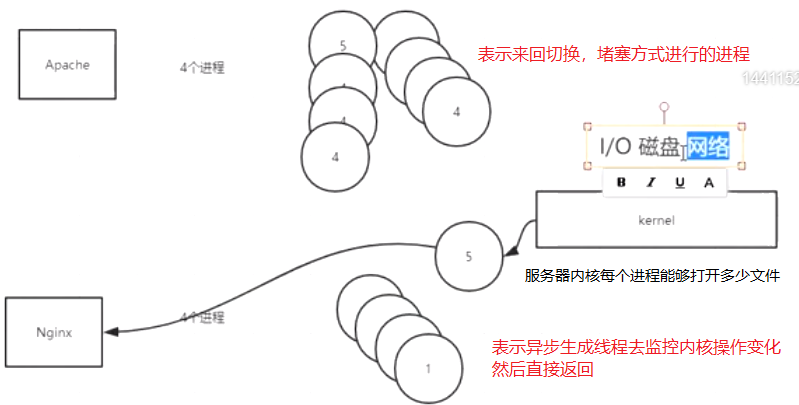 表示来回切换，堵塞方式进行的进程
1441152
Apache
4个进程
5
4
4
4
4
I/O 磁盘 网络
B I U A
kernel
5
服务器内核每个进程能够打开多少文件
Nginx
4个进程
1
表示异步生成线程去监控内核操作变化
然后直接返回